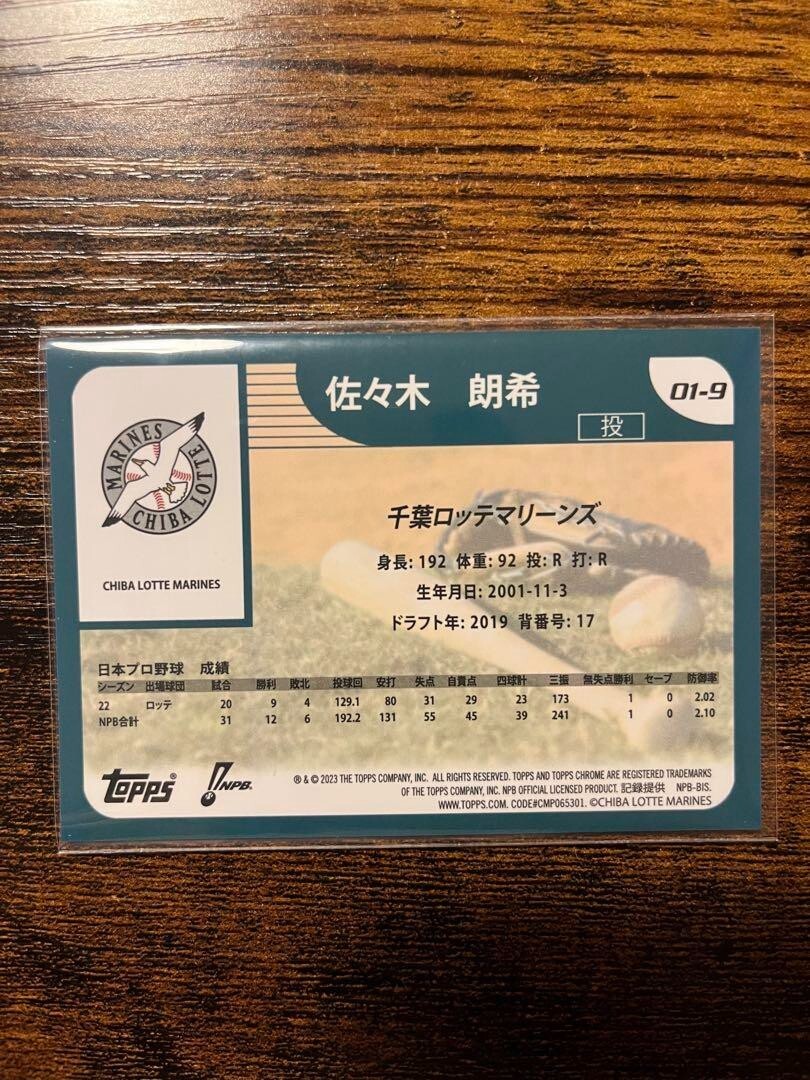 佐々木 朗希
01-9
投
MARINES
CHIBA LOTTE
CHIBA LOTTE MARINES
千葉ロッテマリーンズ
身長: 192 体重: 92 投: R 打: R
生年月日: 2001-11-3
ドラフト年: 2019 背番号: 17
日本プロ野球 成績
シーズン 出場球団 試合 勝利 敗北 投球回 安打 失点 自責点 四球計 三振 無失点勝利 セーブ 防御率
22 ロッテ 20 9 4 129.1 80 31 29 23 173 1 0 2.02
NPB合計 31 12 6 192.2 131 55 45 39 241 1 0 2.10
TOPPS®
NPB®
® & © 2023 THE TOPPS COMPANY, INC. ALL RIGHTS RESERVED. TOPPS AND TOPPS CHROME ARE REGISTERED TRADEMARKS
OF THE TOPPS COMPANY, INC. NPB OFFICIAL LICENSED PRODUCT. 記録提供 NPB-BIS.
WWW.TOPPS.COM. CODE#CMP065301. ©CHIBA LOTTE MARINES